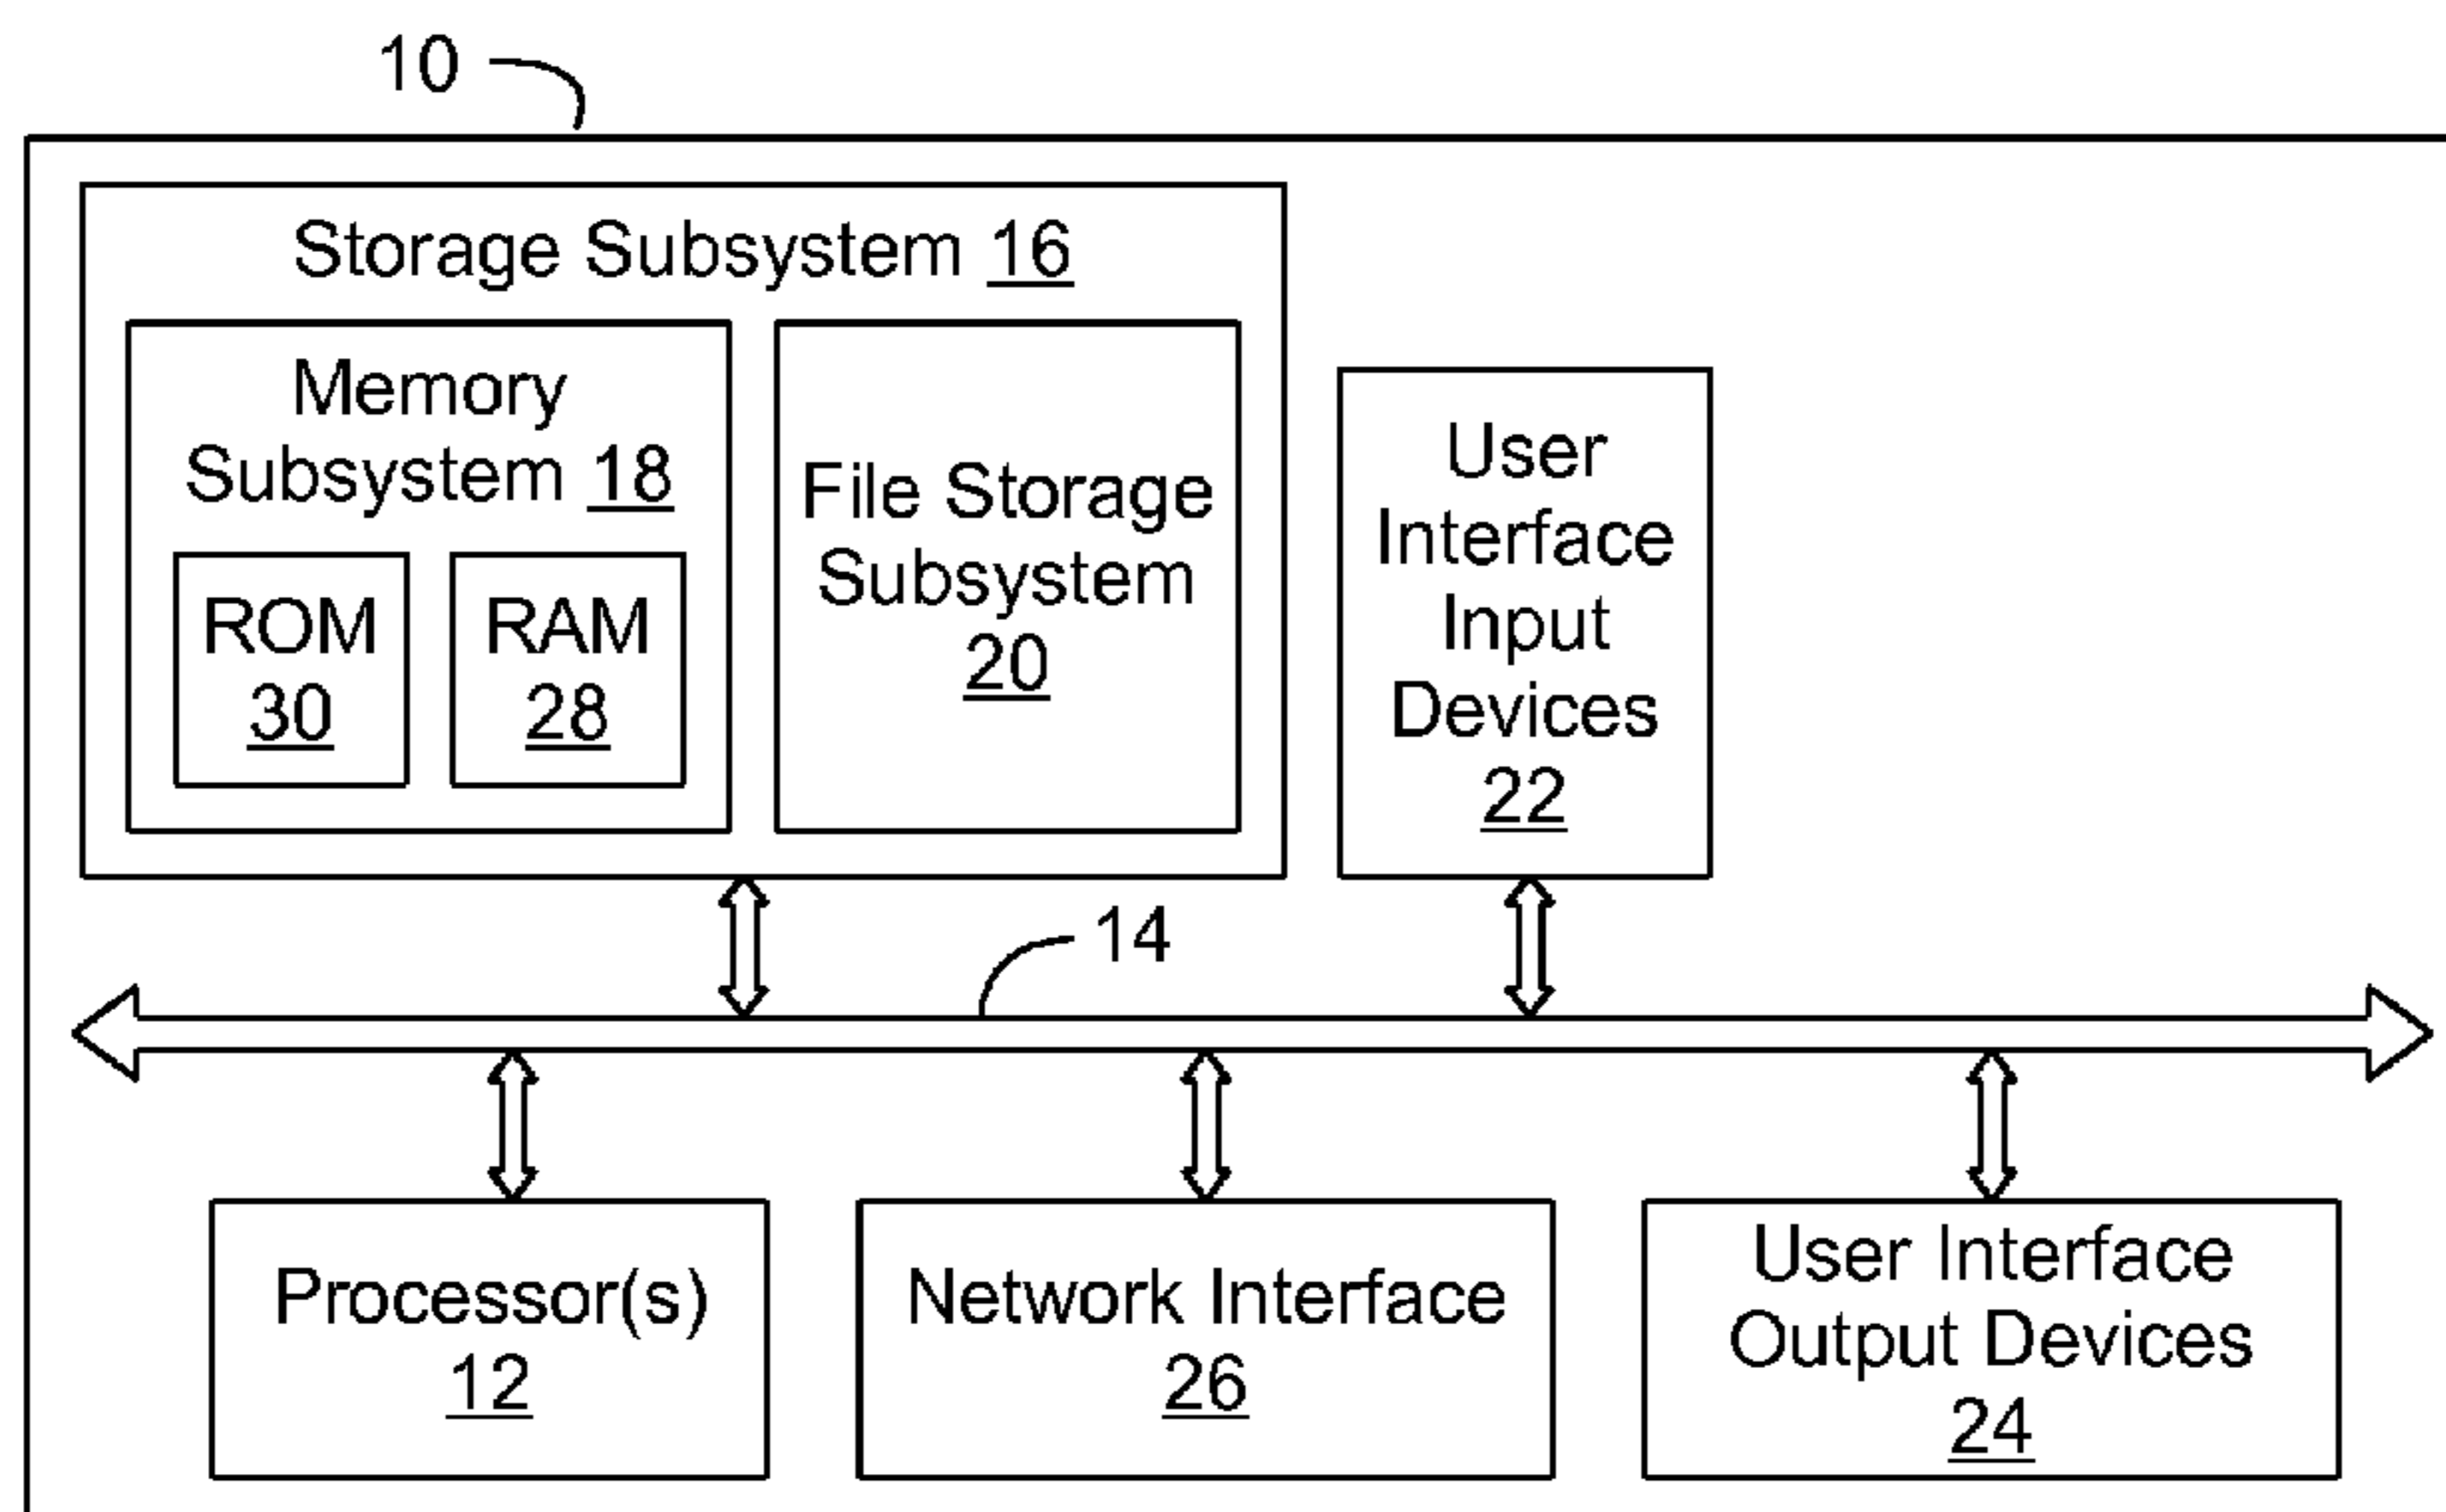 10
Storage Subsystem 16
Memory
Subsystem 18
ROM
30
RAM
28
File Storage
Subsystem
20
User
Interface
Input
Devices
22
14
Processor(s)
12
Network Interface
26
User Interface
Output Devices
24